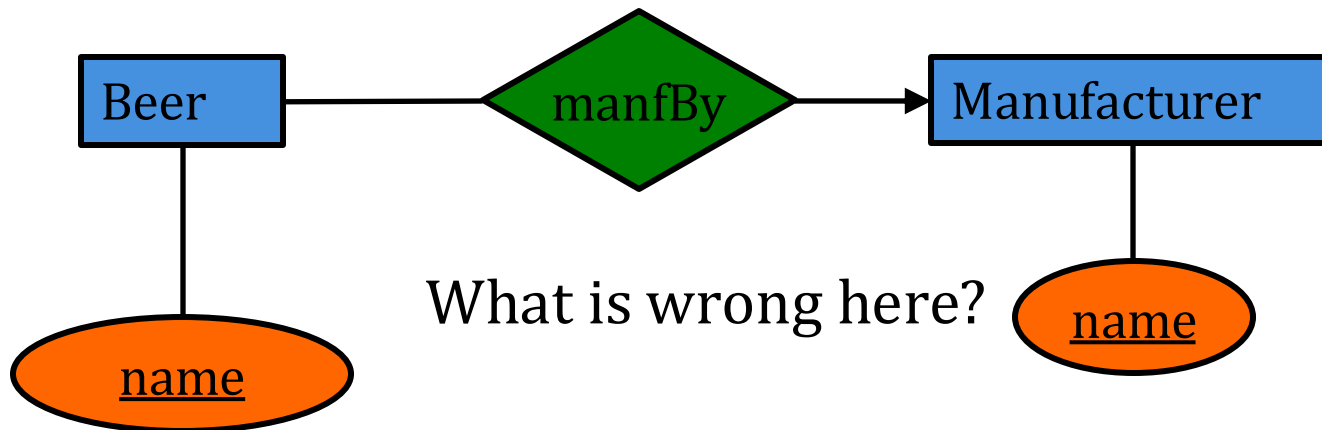 Beer
manfBy
Manufacturer
What is wrong here?
name
name